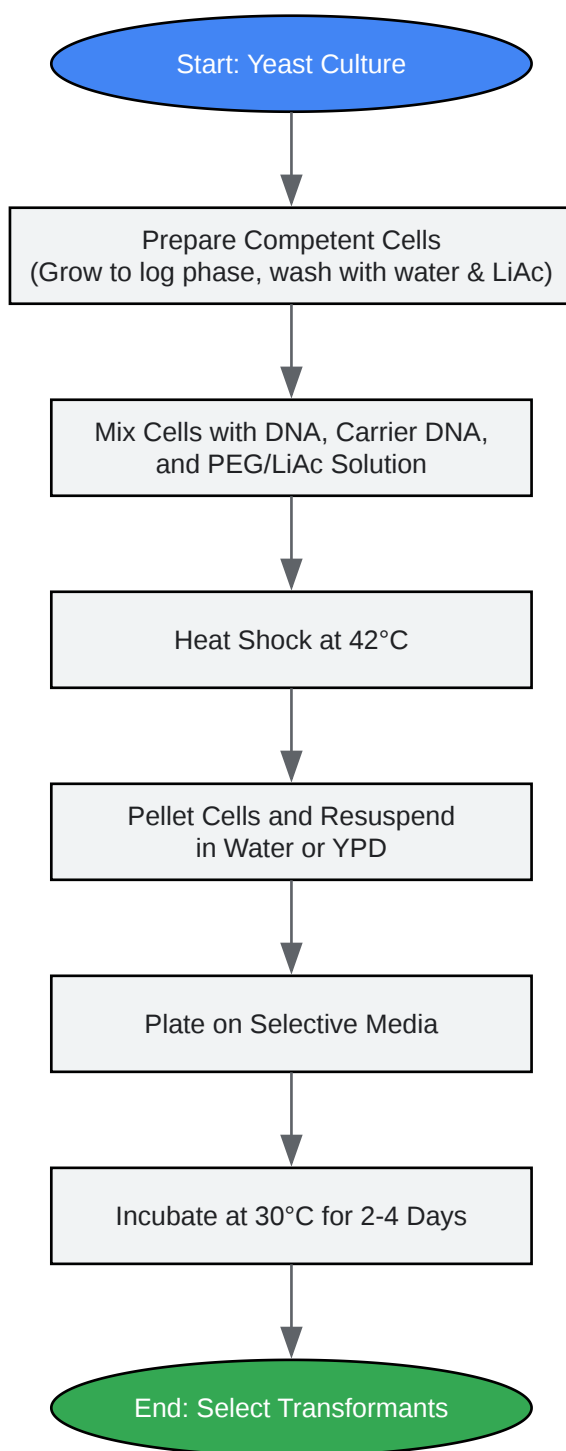 Start: Yeast Culture
Prepare Competent Cells
(Grow to log phase, wash with water & LiAc)
Mix Cells with DNA, Carrier DNA,
and PEG/LiAc Solution
Heat Shock at 42°C
Pellet Cells and Resuspend
in Water or YPD
Plate on Selective Media
Incubate at 30°C for 2-4 Days
End: Select Transformants